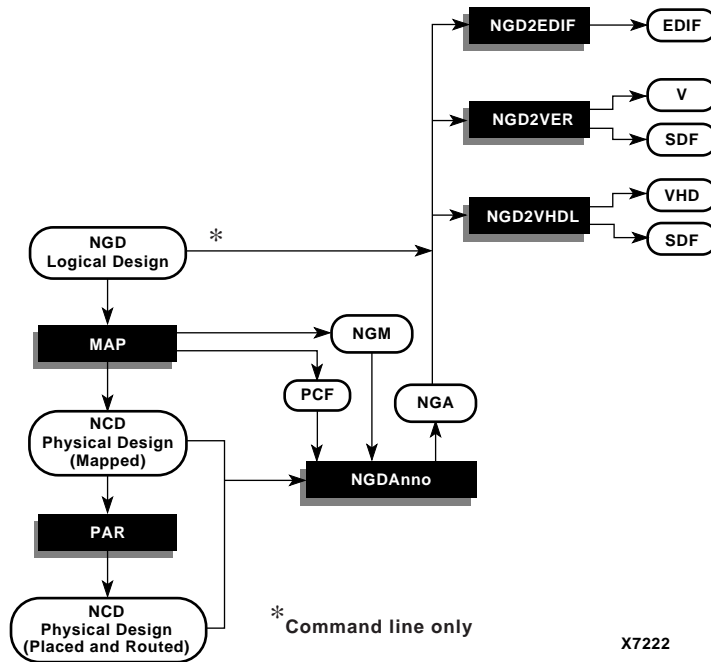 NGD2EDIF
EDIF
NGD2VER
V
SDF
NGD2VHDL
VHD
SDF
NGD
Logical Design
*
MAP
NGM
PCF
NGA
NCD
Physical Design
(Mapped)
NGDAnno
PAR
NCD
Physical Design
(Placed and Routed)
*Command line only
X7222